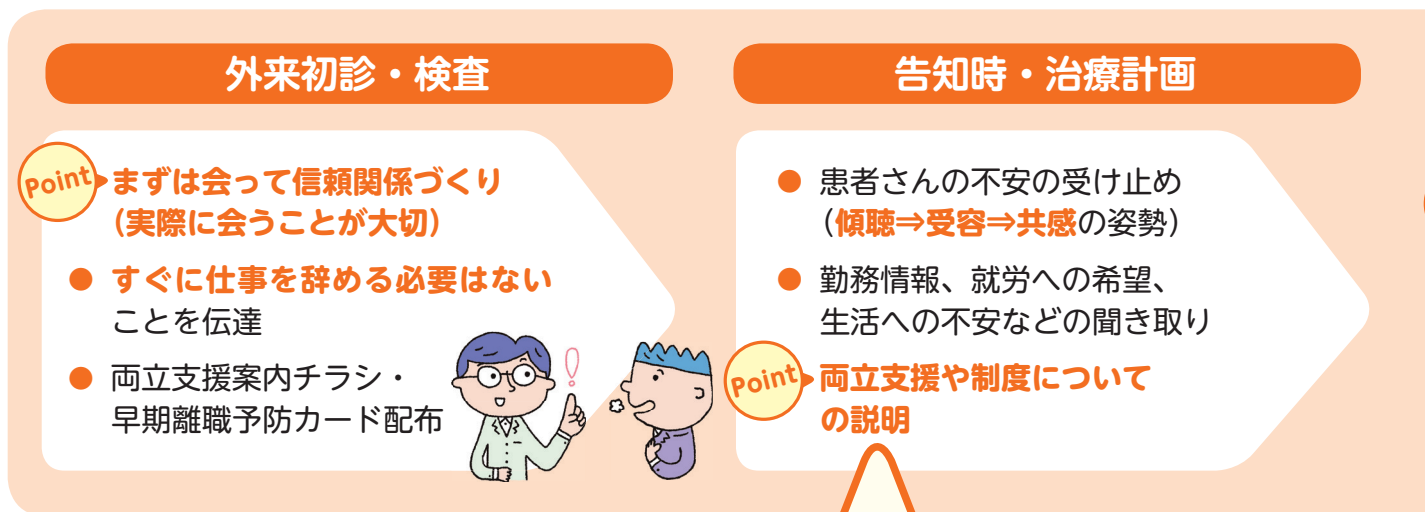 外来初診・検査
Point
まずは会って信頼関係づくり
（実際に会うことが大切）
● すぐに仕事を辞める必要はない
ことを伝達
● 両立支援案内チラシ・
早期離職予防カード配布
告知時・治療計画
● 患者さんの不安の受け止め
（傾聴⇒受容⇒共感の姿勢）
● 勤務情報、就労への希望、
生活への不安などの聞き取り
Point
両立支援や制度について
の説明